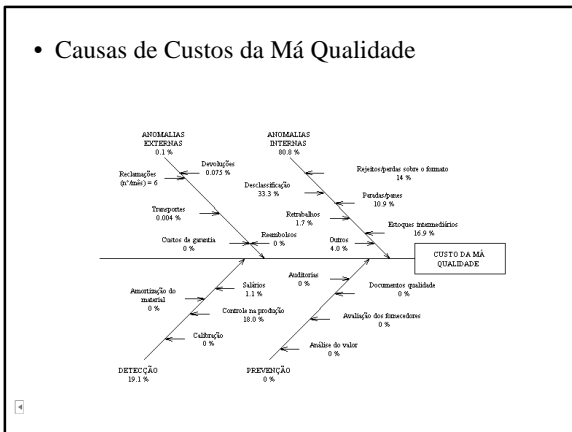 • Causas de Custos da Má Qualidade
ANOMALIAS
EXTERNAS
0.1 %
Devoluções
0.075 %
Reclamações
(nº/mês) = 6
Transportes
0.004 %
Custos de garantia
0 %
Reembolsos
0 %
ANOMALIAS
INTERNAS
80.8 %
Rejeitos/perdas sobre o formato
14 %
Desclassificação
33.3 %
Paradas/panes
10.9 %
Retrabalhos
1.7 %
Estoques intermediários
16.9 %
Outros
4.0 %
CUSTO DA MÁ
QUALIDADE
Salários
1.1 %
Amortização do
material
0 %
Controle na produção
18.0 %
Calibração
0 %
DETECÇÃO
19.1 %
Auditorias
0 %
Documentos qualidade
0 %
Avaliação dos fornecedores
0 %
Análise do valor
0 %
PREVENÇÃO
0 %